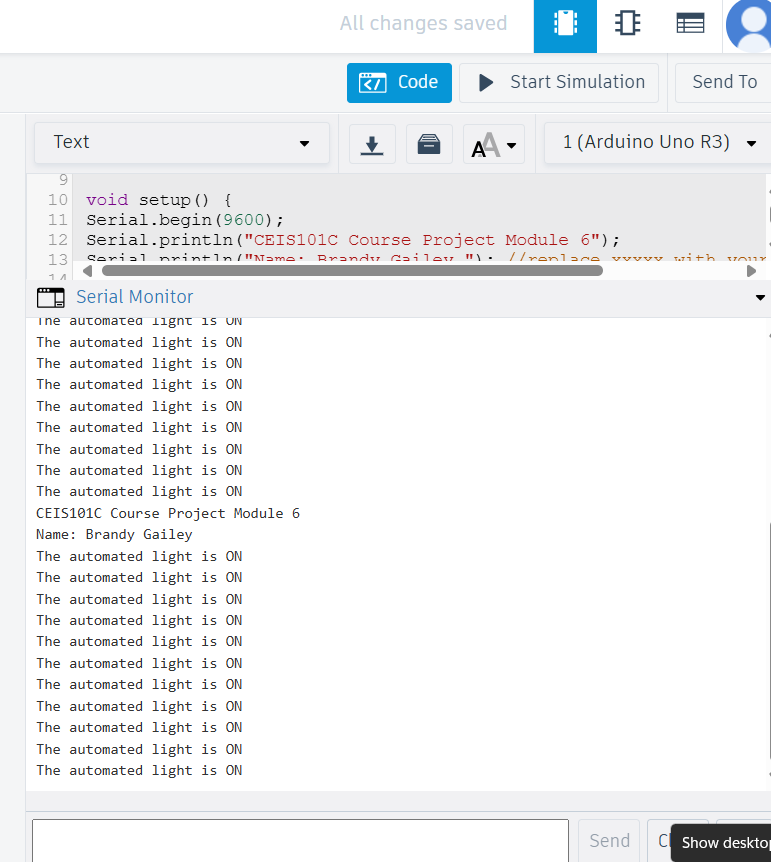 All changes saved
Code
Start Simulation
Send To
Text
1 (Arduino Uno R3)
9
10 void setup() {
11 Serial.begin(9600);
12 Serial.println("CEIS101C Course Project Module 6");
13 Serial.println("Name: Brandy Gailey "); //replace xxxxx with your
14
Serial Monitor
The automated light is ON
The automated light is ON
The automated light is ON
The automated light is ON
The automated light is ON
The automated light is ON
The automated light is ON
The automated light is ON
The automated light is ON
CEIS101C Course Project Module 6
Name: Brandy Gailey
The automated light is ON
The automated light is ON
The automated light is ON
The automated light is ON
The automated light is ON
The automated light is ON
The automated light is ON
The automated light is ON
The automated light is ON
The automated light is ON
The automated light is ON
Send
Show deskto